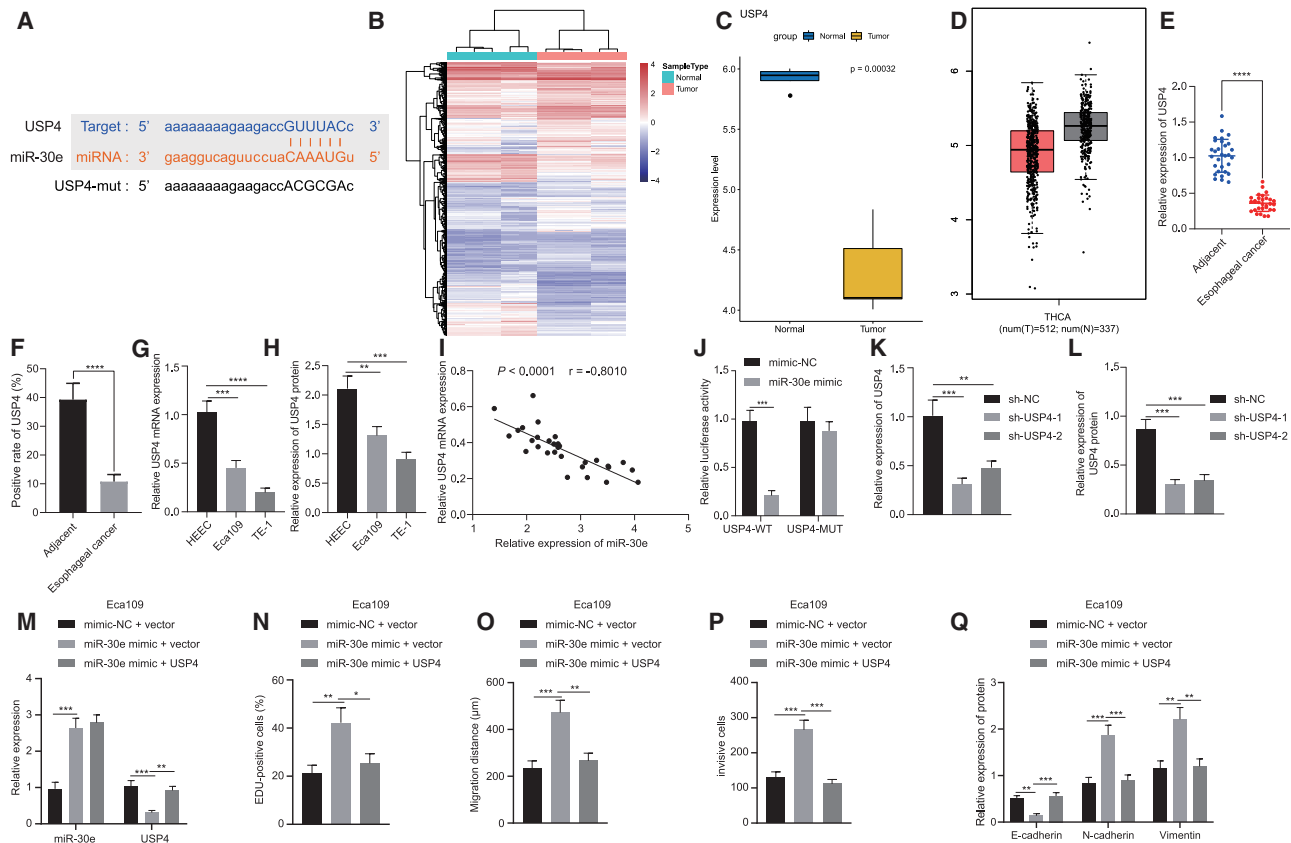 A
USP4 Target : 5' aaaaaaaagaagaccGUUUACc 3'
miR-30e miRNA : 3' gaaggucaguuccuaCAAAUGu 5'
USP4-mut : 5' aaaaaaaagaagaccACGCGAc
B
SampleType
Normal
Tumor
4
2
0
−2
−4
C
USP4
group Normal Tumor
p = 0.00032
Expression level
6.0
5.5
5.0
4.5
4.0
Normal Tumor
D
6
5
4
3
THCA
(num(T)=512; num(N)=337)
E
****
Relative expression of USP4
2.0
1.5
1.0
0.5
0.0
Adjacent
Esophageal cancer
F
****
Positive rate of USP4 (%)
50
40
30
20
10
0
Adjacent
Esophageal cancer
G
****
***
Relative USP4 mRNA expression
1.5
1.0
0.5
0.0
HEEC
Eca109
TE-1
H
***
**
Relative expression of USP4 protein
2.5
2.0
1.5
1.0
0.5
0.0
HEEC
Eca109
TE-1
I
P < 0.0001 r = -0.8010
Relative USP4 mRNA expression
0.8
0.6
0.4
0.2
0.0
1 2 3 4 5
Relative expression of miR-30e
J
mimic-NC
miR-30e mimic
***
Relative luciferase activity
1.5
1.0
0.5
0.0
USP4-WT USP4-MUT
K
**
***
sh-NC
sh-USP4-1
sh-USP4-2
Relative expression of USP4
1.5
1.0
0.5
0.0
L
***
***
sh-NC
sh-USP4-1
sh-USP4-2
Relative expression of
USP4 protein
1.5
1.0
0.5
0.0
M
Eca109
mimic-NC + vector
miR-30e mimic + vector
miR-30e mimic + USP4
***
***
**
Relative expression
4
3
2
1
0
miR-30e USP4
N
Eca109
mimic-NC + vector
miR-30e mimic + vector
miR-30e mimic + USP4
**
*
EDU-positive cells (%)
80
60
40
20
0
O
Eca109
mimic-NC + vector
miR-30e mimic + vector
miR-30e mimic + USP4
***
**
Migration distance (μm)
600
400
200
0
P
Eca109
mimic-NC + vector
miR-30e mimic + vector
miR-30e mimic + USP4
***
***
invisive cells
400
300
200
100
0
Q
Eca109
mimic-NC + vector
miR-30e mimic + vector
miR-30e mimic + USP4
**
***
***
***
**
**
Relative expression of protein
3
2
1
0
E-cadherin N-cadherin Vimentin